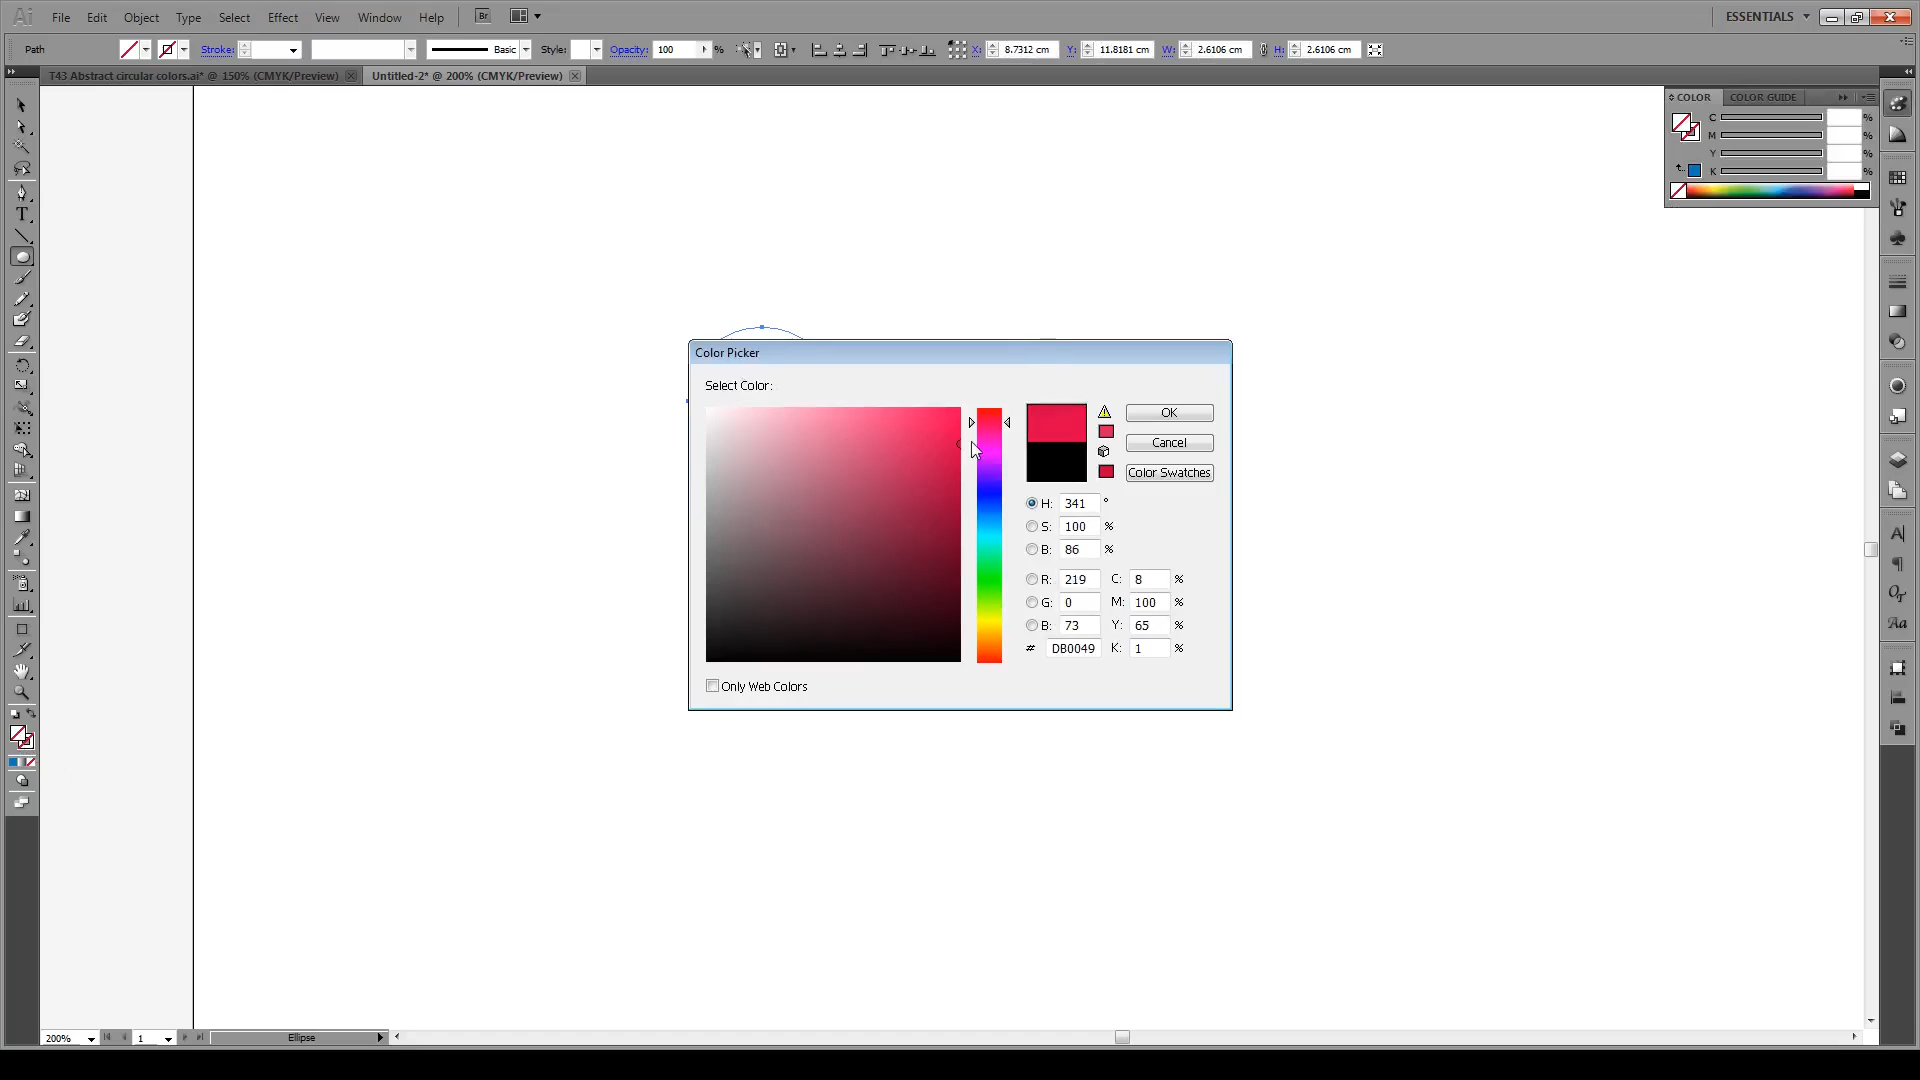 Ai File Edit Object Type Select Effect View Window Help Br ESSENTIALS
Path Stroke: Basic Style: Opacity: 100 % X: 8.7312 cm Y: 11.8181 cm W: 2.6106 cm H: 2.6106 cm
T43 Abstract circular colors.ai* @ 150% (CMYK/Preview) Untitled-2* @ 200% (CMYK/Preview)
COLOR COLOR GUIDE
C %
M %
Y %
K %
Color Picker
Select Color:
OK
Cancel
Color Swatches
H: 341 °
S: 100 %
B: 86 %
R: 219 C: 8 %
G: 0 M: 100 %
B: 73 Y: 65 %
# DB0049 K: 1 %
Only Web Colors
200% 1 Ellipse